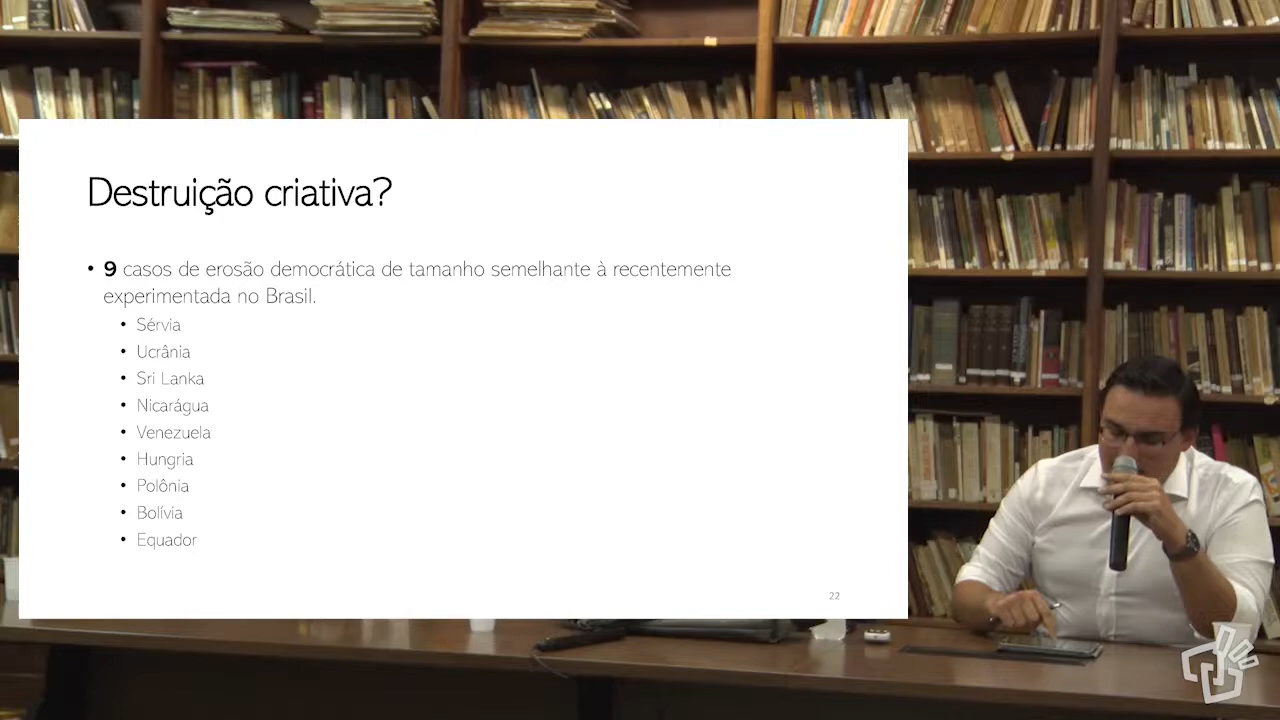 Destruição criativa?
• 9 casos de erosão democrática de tamanho semelhante à recentemente
experimentada no Brasil.
• Sérvia
• Ucrânia
• Sri Lanka
• Nicarágua
• Venezuela
• Hungria
• Polônia
• Bolívia
• Equador
22